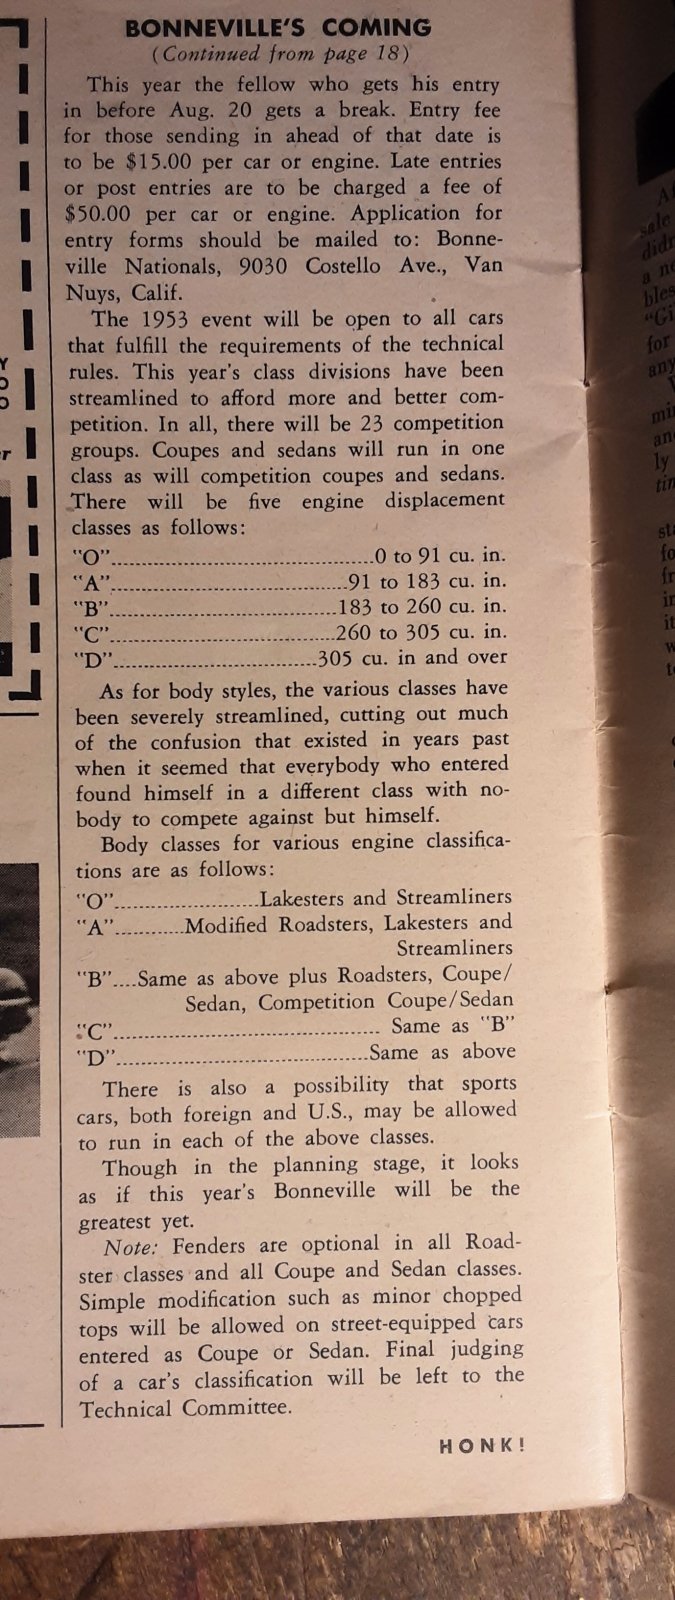 BONNEVILLE'S COMING
(Continued from page 18)
This year the fellow who gets his entry
in before Aug. 20 gets a break. Entry fee
for those sending in ahead of that date is
to be $15.00 per car or engine. Late entries
or post entries are to be charged a fee of
$50.00 per car or engine. Application for
entry forms should be mailed to: Bonne-
ville Nationals, 9030 Costello Ave., Van
Nuys, Calif.
The 1953 event will be open to all cars
that fulfill the requirements of the technical
rules. This year's class divisions have been
streamlined to afford more and better com-
petition. In all, there will be 23 competition
groups. Coupes and sedans will run in one
class as will competition coupes and sedans.
There will be five engine displacement
classes as follows:
"O"..............................0 to 91 cu. in.
"A"..............................91 to 183 cu. in.
"B"..............................183 to 260 cu. in.
"C"..............................260 to 305 cu. in.
"D"..............................305 cu. in and over
As for body styles, the various classes have
been severely streamlined, cutting out much
of the confusion that existed in years past
when it seemed that everybody who entered
found himself in a different class with no-
body to compete against but himself.
Body classes for various engine classifica-
tions are as follows:
"O"......................Lakesters and Streamliners
"A"...........Modified Roadsters, Lakesters and
Streamliners
"B"....Same as above plus Roadsters, Coupe/
Sedan, Competition Coupe/Sedan
"C"........................................ Same as "B"
"D"......................................Same as above
There is also a possibility that sports
cars, both foreign and U.S., may be allowed
to run in each of the above classes.
Though in the planning stage, it looks
as if this year's Bonneville will be the
greatest yet.
Note: Fenders are optional in all Road-
ster classes and all Coupe and Sedan classes.
Simple modification such as minor chopped
tops will be allowed on street-equipped cars
entered as Coupe or Sedan. Final judging
of a car's classification will be left to the
Technical Committee.
HONK!
sale
for
any